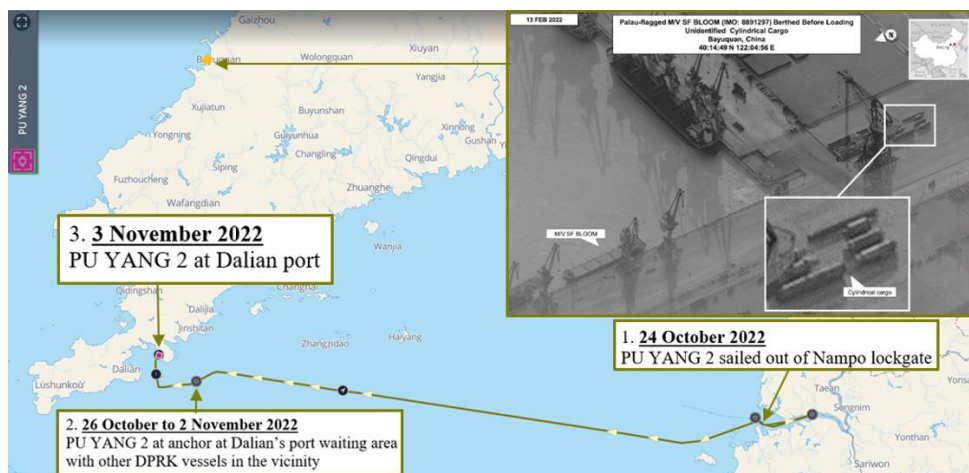 PU YANG 2
Gaizhou
Bayuquan
Wolongquan
Xiuyan
Yangjia
Xujiatun
Buyunshan
Xinnong
Gushan
Yongning
Guiyunhua
Changling
Qingdui
Siping
Fuzhoucheng
Zhuanghe
Wafangdian
Wanjia
13 FEB 2022
Palau-flagged M/V SF BLOOM (IMO: 8891297) Berthed Before Loading
Unidentified Cylindrical Cargo
Bayuquan, China
40:14:49 N 122:04:56 E
N
M/V SF BLOOM
Cylindrical cargo
3. 3 November 2022
PU YANG 2 at Dalian port
Qidingshan
Changhai
Dalijia
Jinshitan
Zhangzidao
Haiyang
Dalian
Lüshunkoù
1. 24 October 2022
PU YANG 2 sailed out of Nampo lockgate
Taean
Songnim
Yonthan
Sariwon
2. 26 October to 2 November 2022
PU YANG 2 at anchor at Dalian's port waiting area
with other DPRK vessels in the vicinity